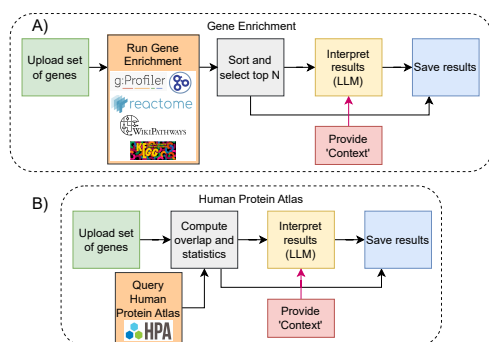 A)
Gene Enrichment
Upload set
of genes
Run Gene
Enrichment
g:Profiler
reactome
WIKIPATHWAYS
KEGG
Sort and
select top N
Interpret
results
(LLM)
Save results
Provide
'Context'
B)
Human Protein Atlas
Upload set
of genes
Compute
overlap and
statistics
Interpret
results
(LLM)
Save results
Query
Human
Protein Atlas
HPA
Provide
'Context'